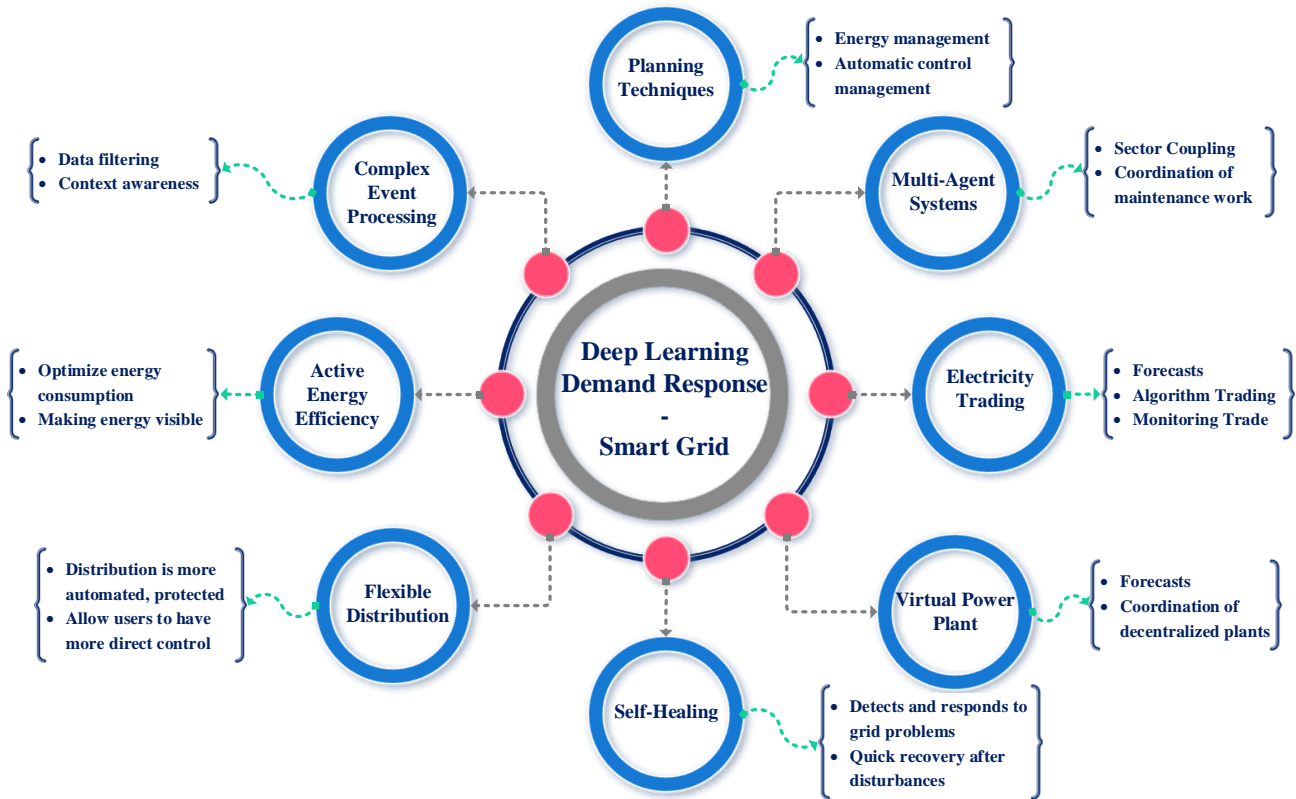 Planning
Techniques
• Energy management
• Automatic control
management
Complex
Event
Processing
• Data filtering
• Context awareness
Multi-Agent
Systems
• Sector Coupling
• Coordination of
maintenance work
Deep Learning
Demand Response
-
Smart Grid
Active
Energy
Efficiency
• Optimize energy
consumption
• Making energy visible
Electricity
Trading
• Forecasts
• Algorithm Trading
• Monitoring Trade
Flexible
Distribution
• Distribution is more
automated, protected
• Allow users to have
more direct control
Virtual Power
Plant
• Forecasts
• Coordination of
decentralized plants
Self-Healing
• Detects and responds to
grid problems
• Quick recovery after
disturbances